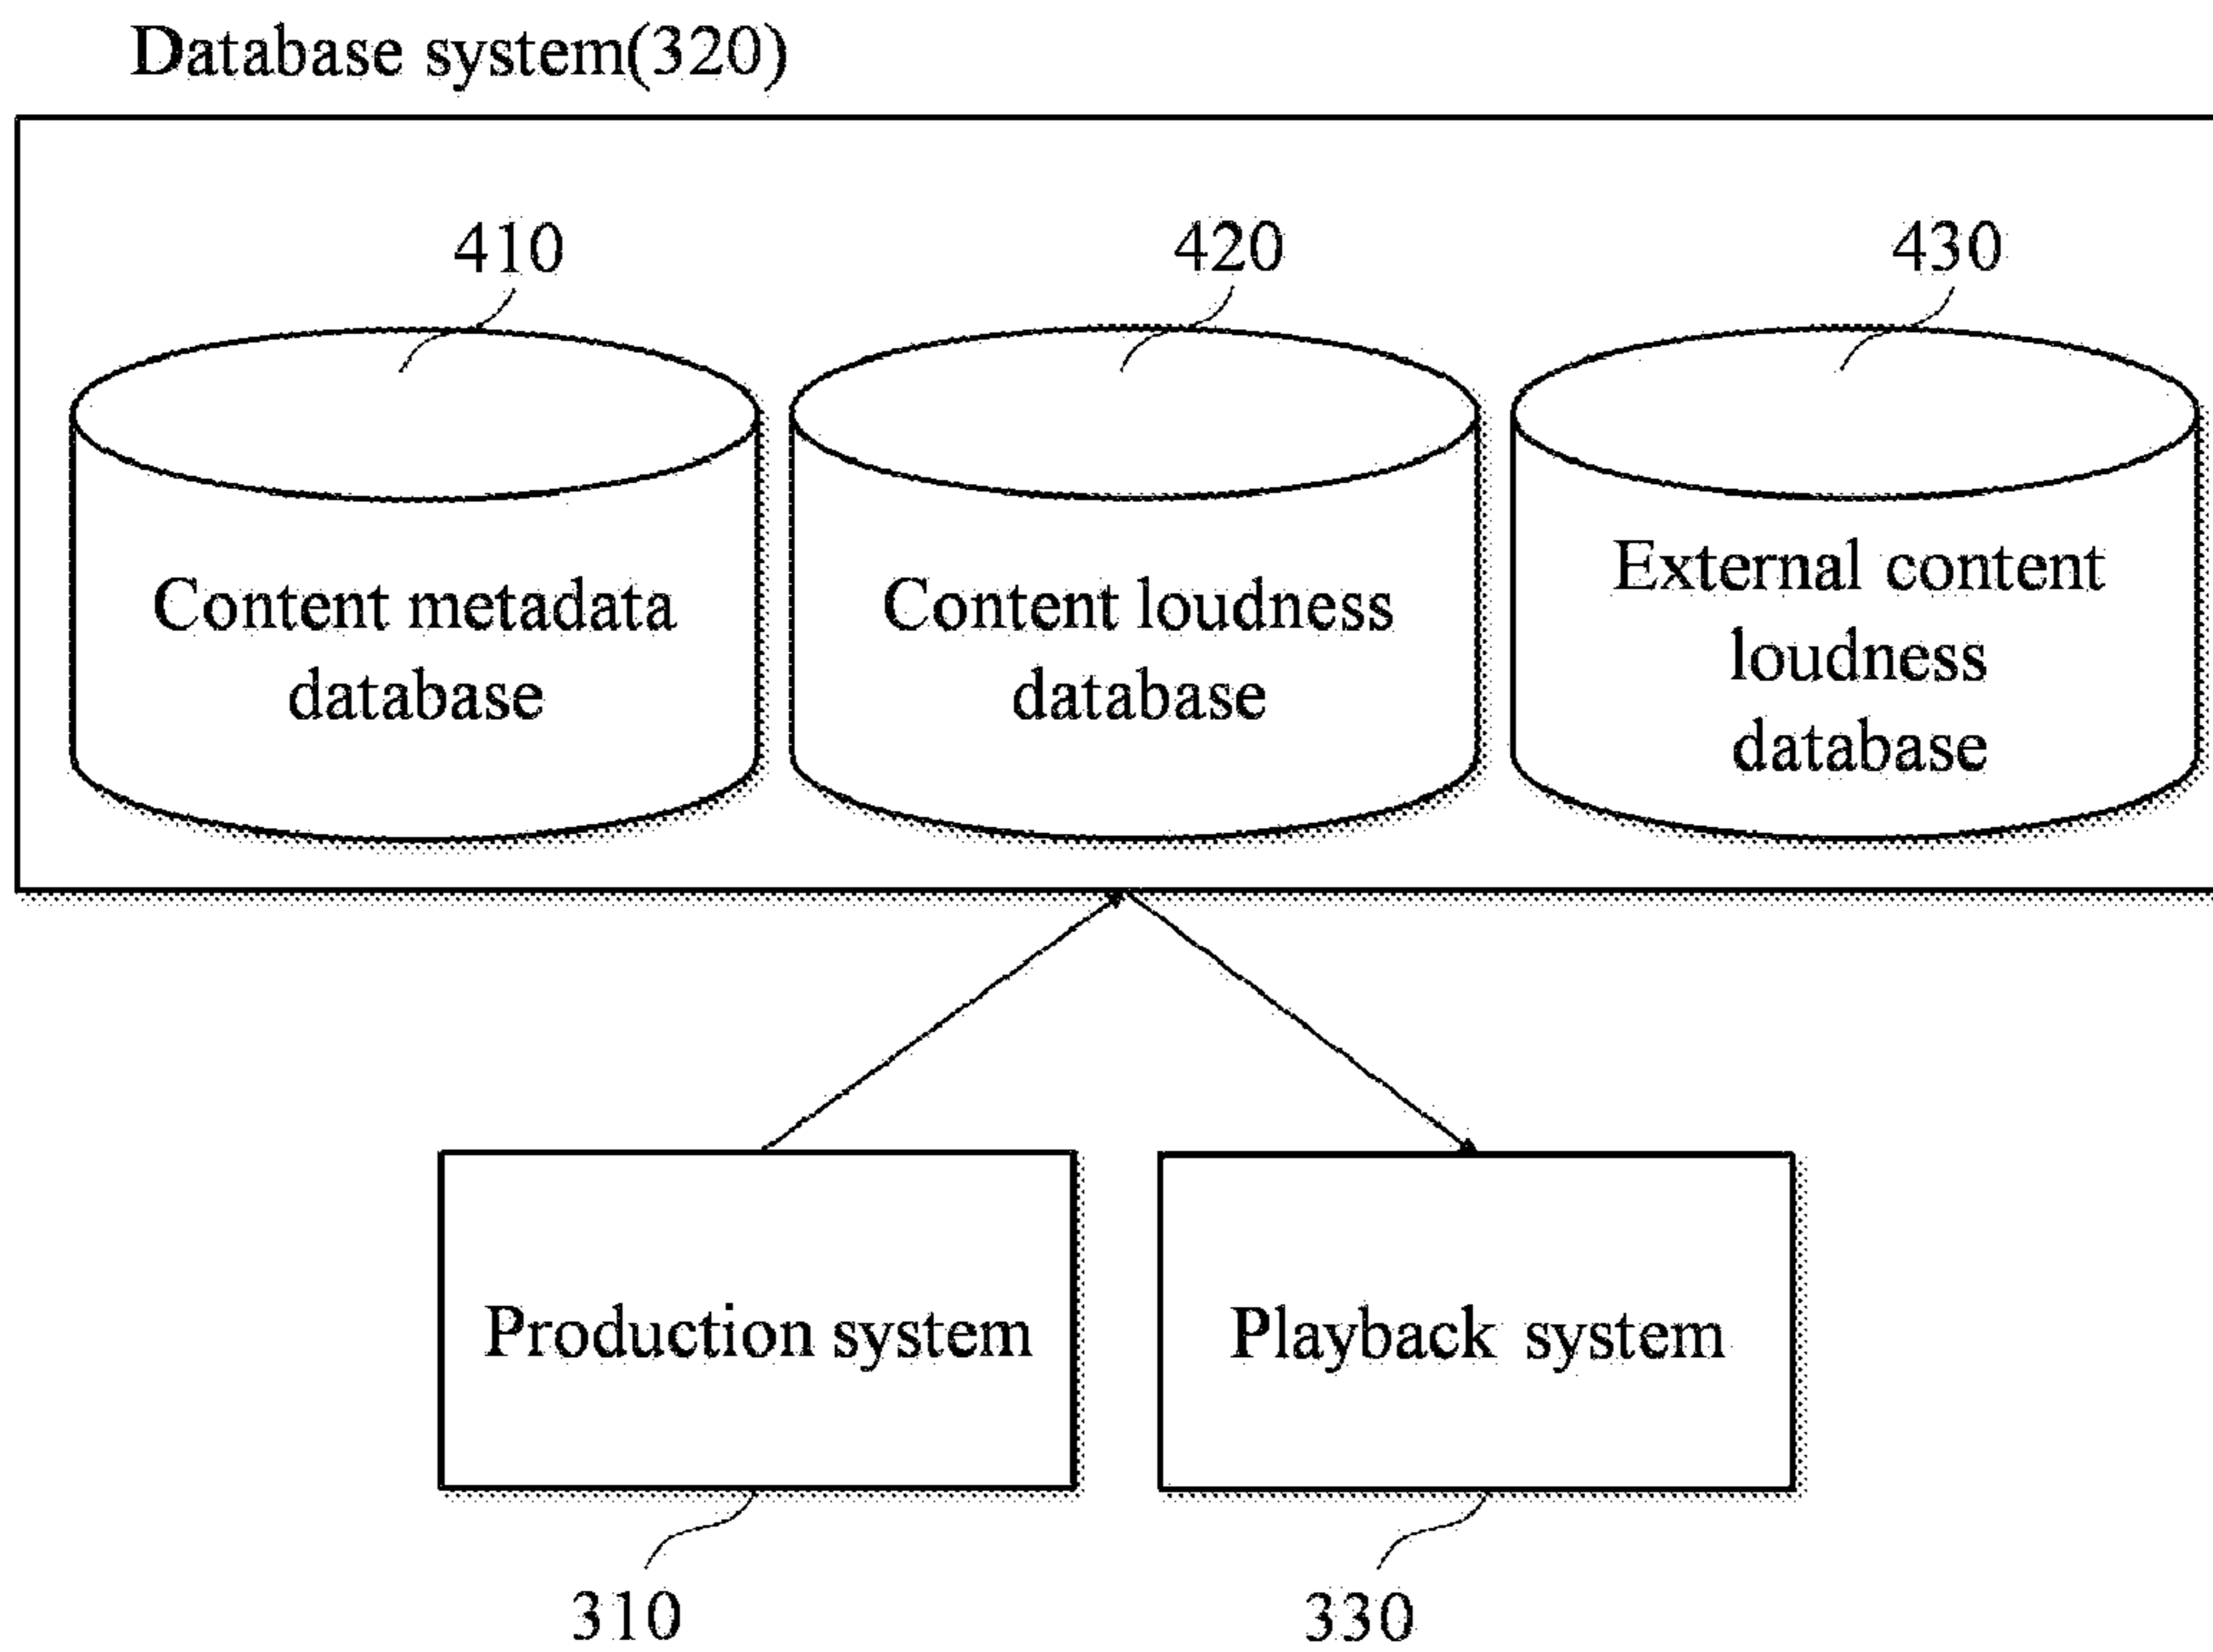 Database system(320)
410
420
430
Content metadata
database
Content loudness
database
External content
loudness
database
Production system
Playback system
310
330